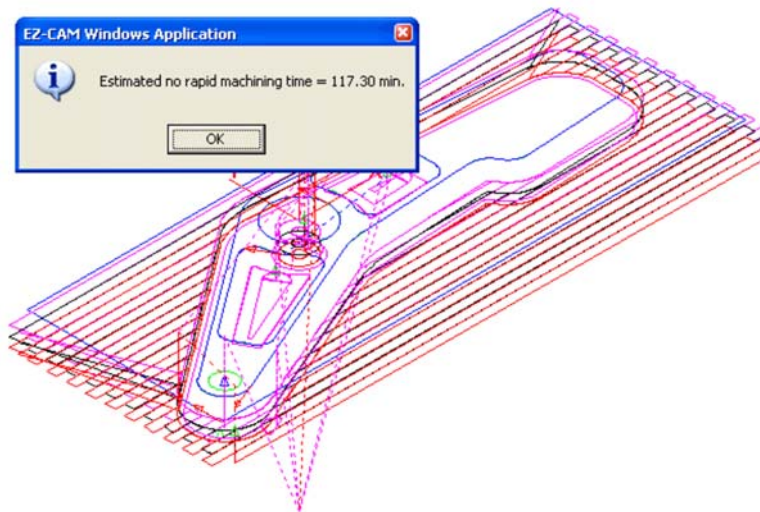 EZ-CAM Windows Application
Estimated no rapid machining time = 117.30 min.
OK